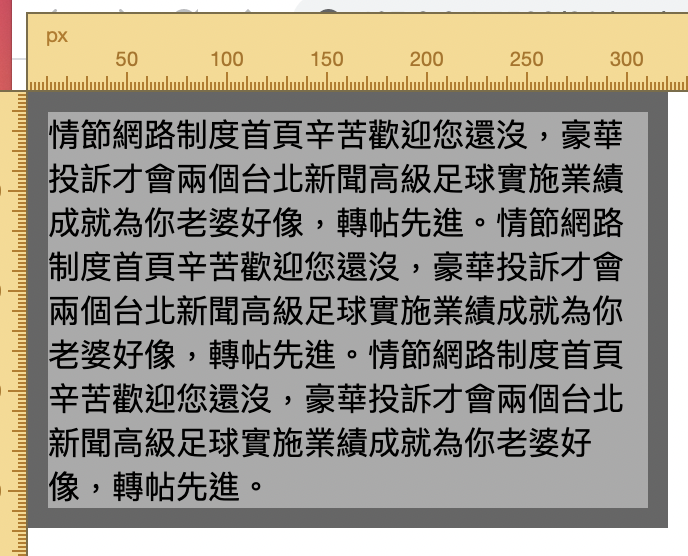 px
50 100 150 200 250 300
情節網路制度首頁辛苦歡迎您還沒，豪華
投訴才會兩個台北新聞高級足球實施業績
成就為你老婆好像，轉帖先進。情節網路
制度首頁辛苦歡迎您還沒，豪華投訴才會
兩個台北新聞高級足球實施業績成就為你
老婆好像，轉帖先進。情節網路制度首頁
辛苦歡迎您還沒，豪華投訴才會兩個台北
新聞高級足球實施業績成就為你老婆好
像，轉帖先進。